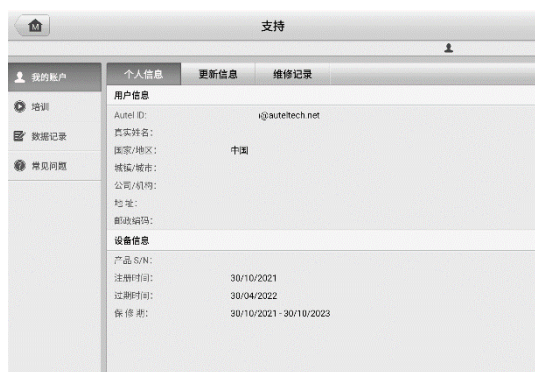 支持
我的账户
培训
数据记录
常见问题
个人信息 更新信息 维修记录
用户信息
Autel ID: @auteltech.net
真实姓名:
国家/地区: 中国
城镇/城市:
公司/机构:
地址:
邮政编码:
设备信息
产品 S/N:
注册时间: 30/10/2021
过期时间: 30/04/2022
保修期: 30/10/2021 - 30/10/2023